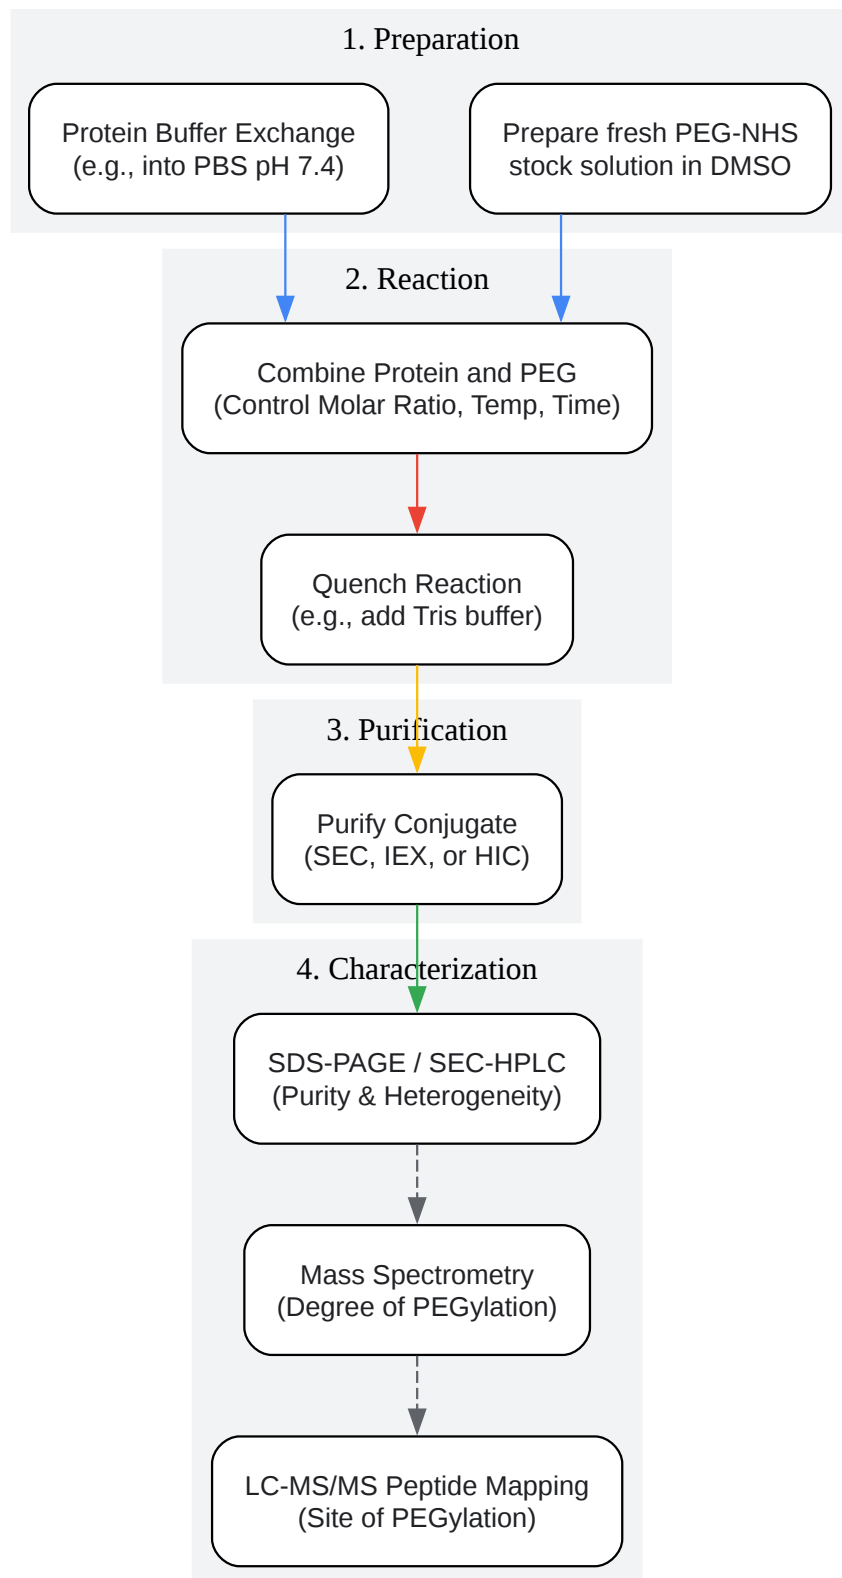 1. Preparation
Protein Buffer Exchange
(e.g., into PBS pH 7.4)
Prepare fresh PEG-NHS
stock solution in DMSO
2. Reaction
Combine Protein and PEG
(Control Molar Ratio, Temp, Time)
Quench Reaction
(e.g., add Tris buffer)
3. Purification
Purify Conjugate
(SEC, IEX, or HIC)
4. Characterization
SDS-PAGE / SEC-HPLC
(Purity & Heterogeneity)
Mass Spectrometry
(Degree of PEGylation)
LC-MS/MS Peptide Mapping
(Site of PEGylation)